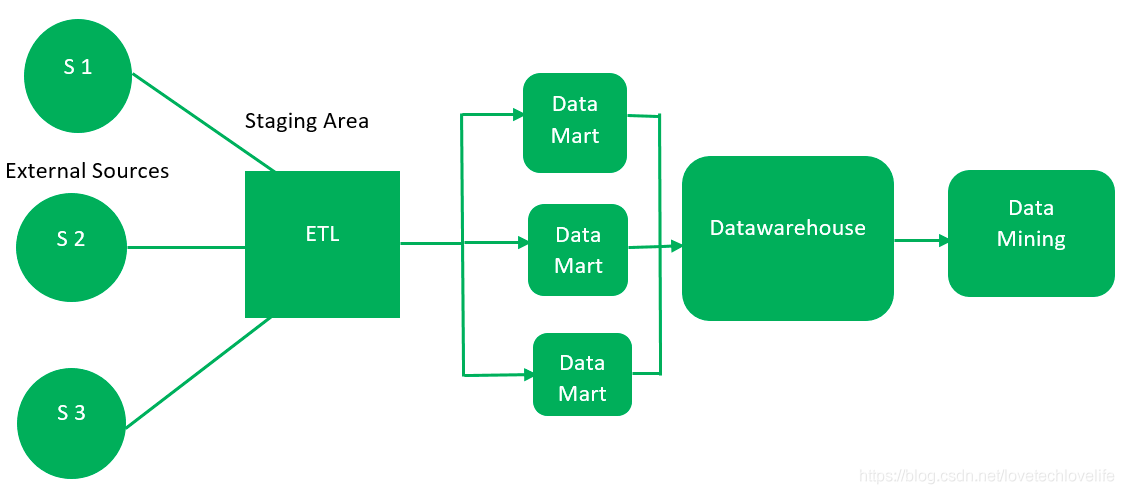 S 1
Staging Area
External Sources
S 2
S 3
ETL
Data
Mart
Data
Mart
Data
Mart
Datawarehouse
Data
Mining
https://blog.csdn.net/lovetechlovelife